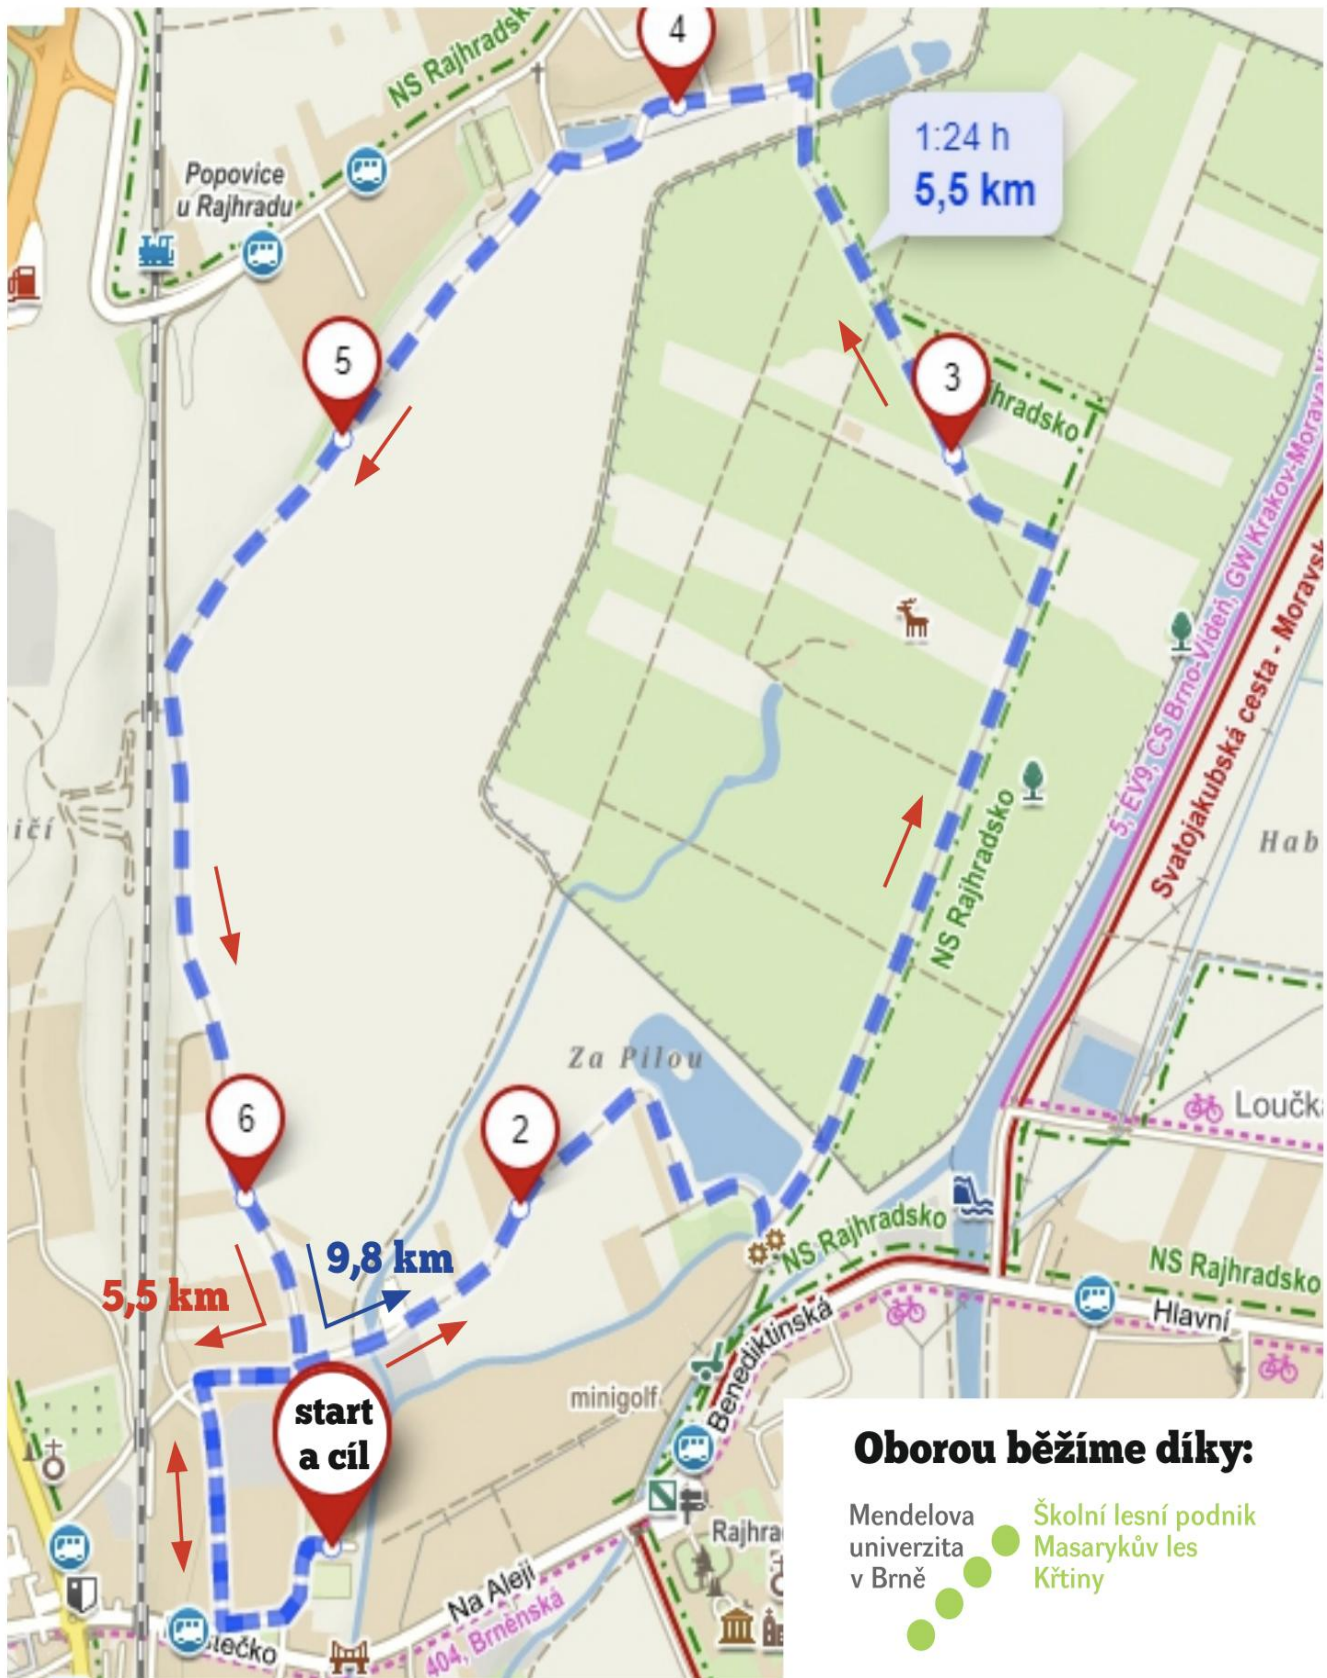 4
NS Rajhradsko
1:24 h
5,5 km
Popovice
u Rajhradu
5
3
5, EV9, CS Brno-Vídeň, GW Krakov-Morava
Svatojakubská cesta - Moravsk
NS Rajhradsko
Hab
Za Pilou
6
2
Loučk
NS Rajhradsko
NS Rajhradsko
9,8 km
5,5 km
Hlavní
Benediktinská
minigolf
start
a cíl
Oborou běžíme díky:
Mendelova
univerzita
v Brně
Školní lesní podnik
Masarykův les
Křtiny
Rajhra
Na Aleji
404, Brněnská